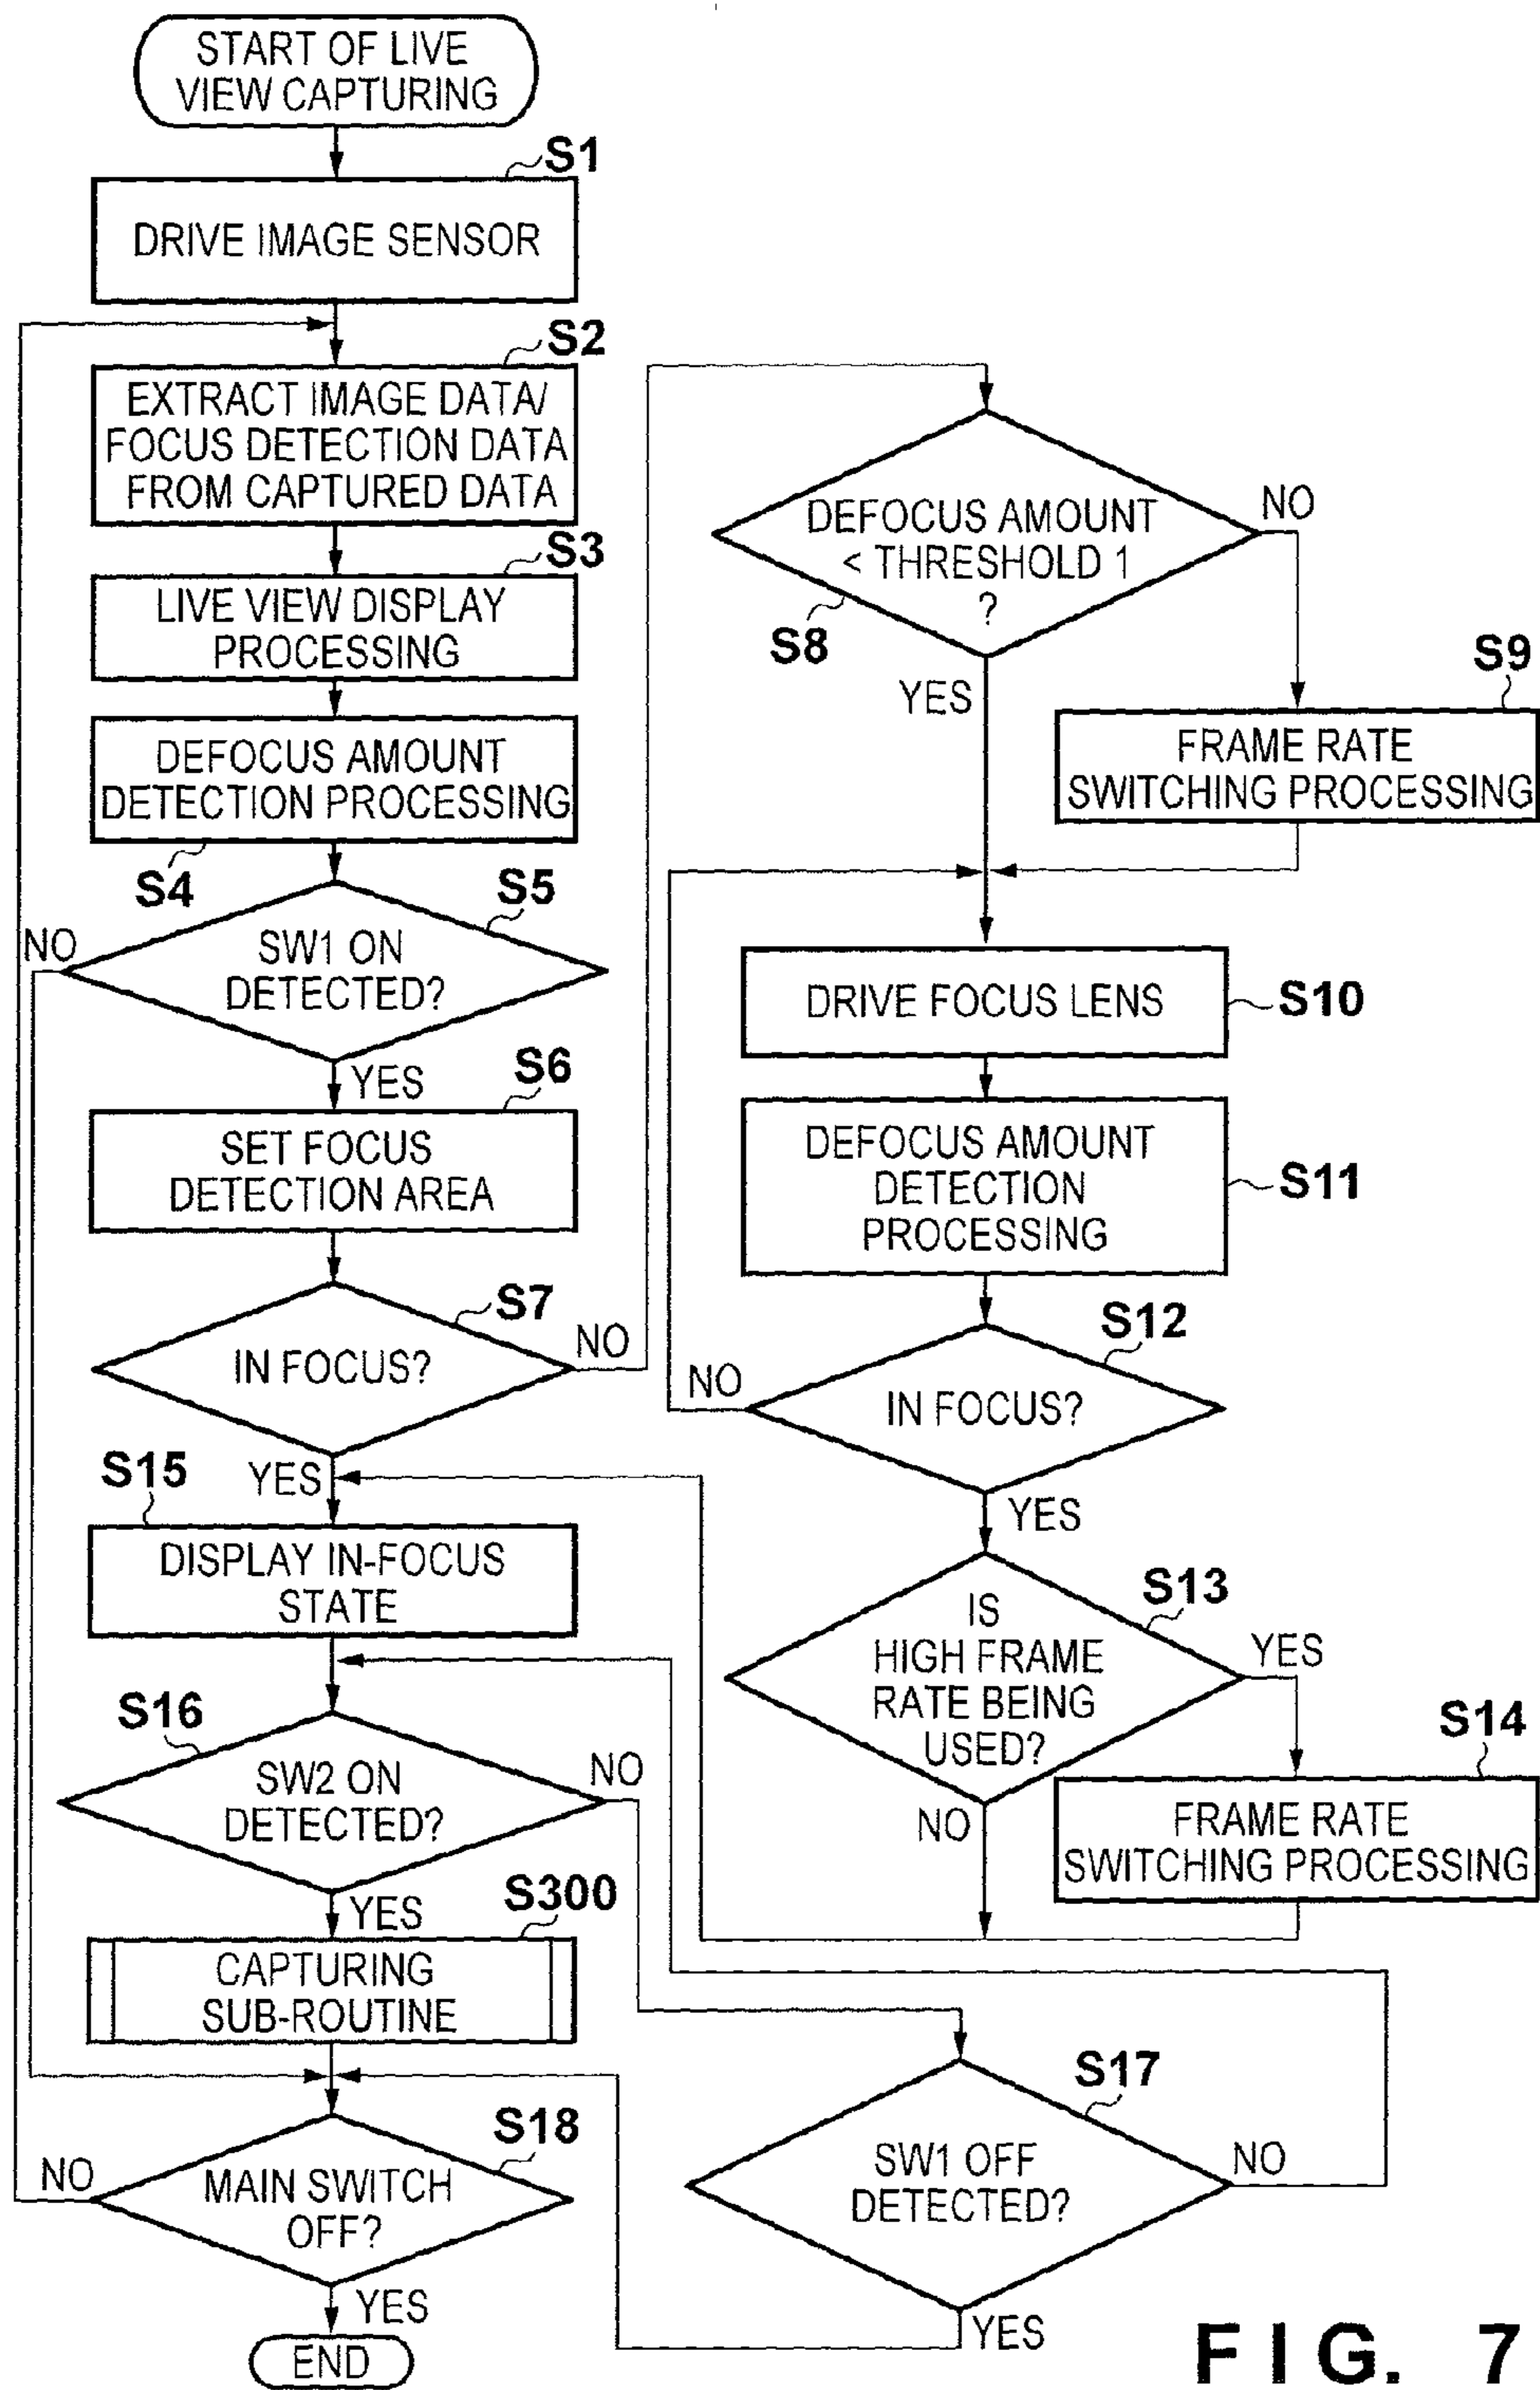 START OF LIVE
VIEW CAPTURING
S1
DRIVE IMAGE SENSOR
S2
EXTRACT IMAGE DATA/
FOCUS DETECTION DATA
FROM CAPTURED DATA
S3
LIVE VIEW DISPLAY
PROCESSING
DEFOCUS AMOUNT
DETECTION PROCESSING
S4
S5
NO
SW1 ON
DETECTED?
YES
S6
SET FOCUS
DETECTION AREA
S7
NO
IN FOCUS?
YES
S15
DISPLAY IN-FOCUS
STATE
S16
NO
SW2 ON
DETECTED?
YES
S300
CAPTURING
SUB-ROUTINE
S18
NO
MAIN SWITCH
OFF?
YES
END
DEFOCUS AMOUNT
< THRESHOLD 1
?
NO
S8
YES
S9
FRAME RATE
SWITCHING PROCESSING
DRIVE FOCUS LENS
S10
DEFOCUS AMOUNT
DETECTION
PROCESSING
S11
S12
NO
IN FOCUS?
YES
S13
IS
HIGH FRAME
RATE BEING
USED?
YES
NO
S14
FRAME RATE
SWITCHING PROCESSING
S17
SW1 OFF
DETECTED?
NO
YES
FIG. 7